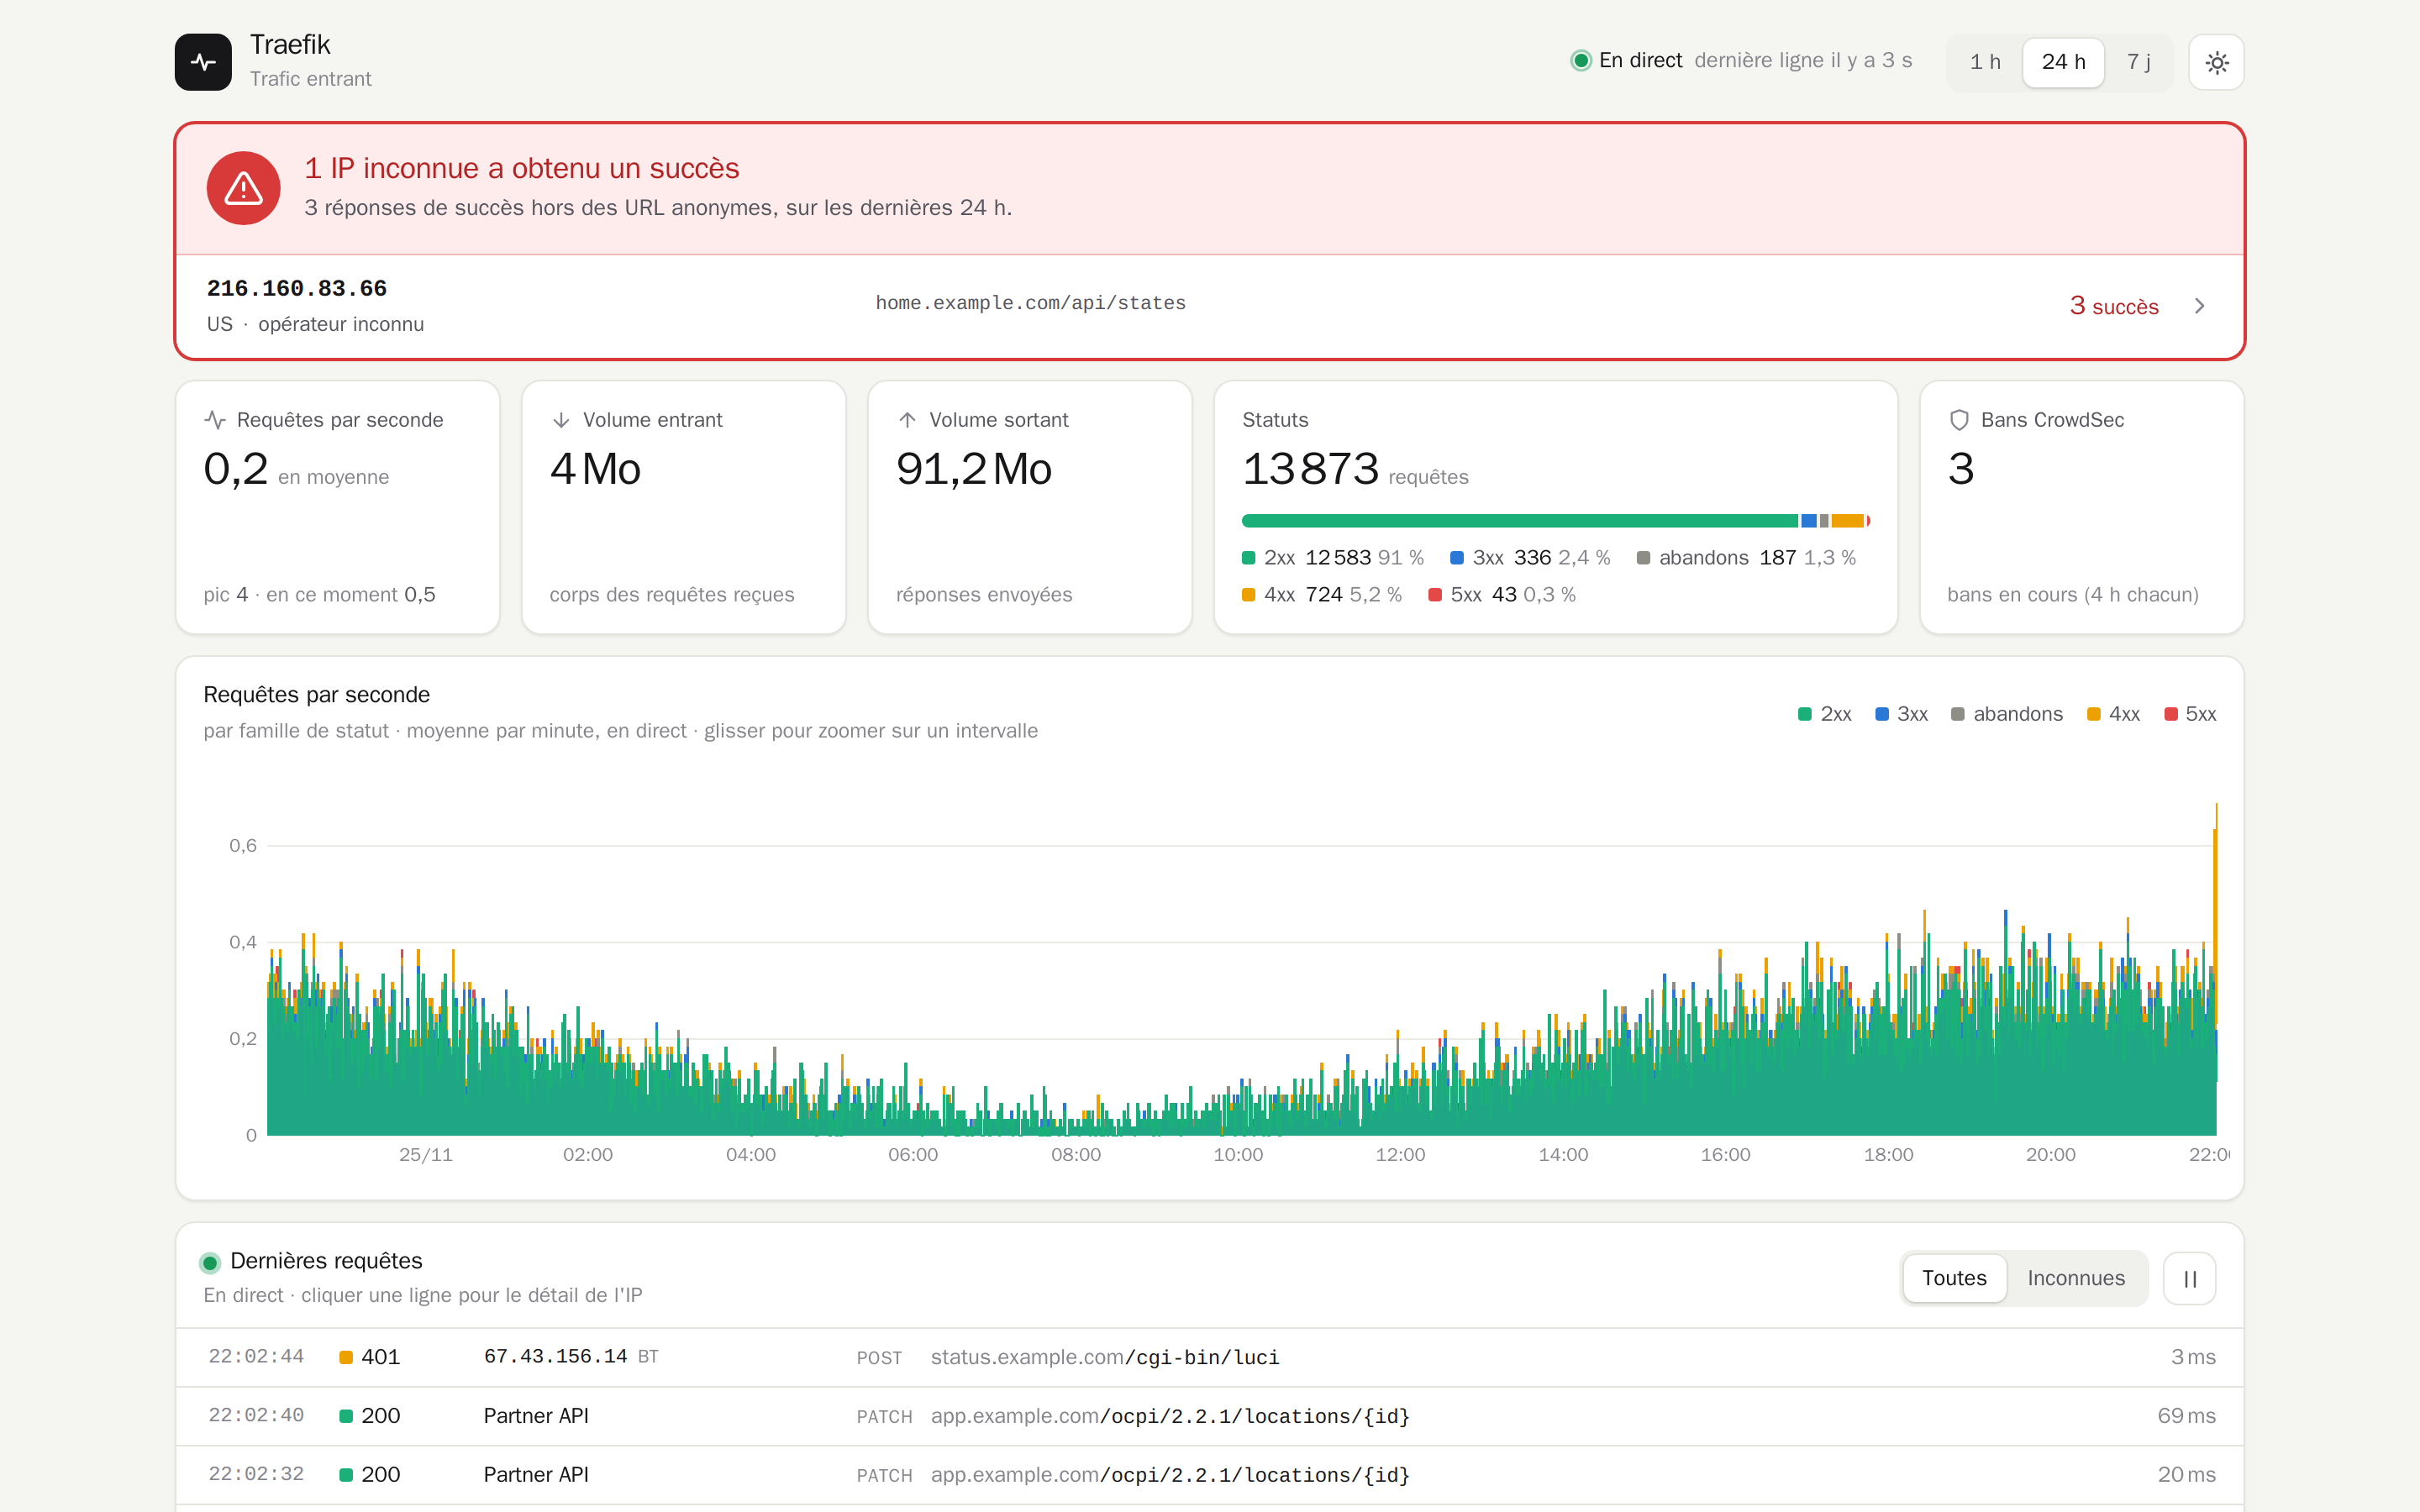 Traefik
Trafic entrant
En direct dernière ligne il y a 3 s
1 h 24 h 7 j
1 IP inconnue a obtenu un succès
3 réponses de succès hors des URL anonymes, sur les dernières 24 h.
216.160.83.66
US · opérateur inconnu
home.example.com/api/states
3 succès
Requêtes par seconde
0,2 en moyenne
pic 4 · en ce moment 0,5
Volume entrant
4 Mo
corps des requêtes reçues
Volume sortant
91,2 Mo
réponses envoyées
Statuts
13 873 requêtes
2xx 12 583 91 % 3xx 336 2,4 % abandons 187 1,3 %
4xx 724 5,2 % 5xx 43 0,3 %
Bans CrowdSec
3
bans en cours (4 h chacun)
Requêtes par seconde
par famille de statut · moyenne par minute, en direct · glisser pour zoomer sur un intervalle
2xx 3xx abandons 4xx 5xx
0,6
0,4
0,2
0
25/11 02:00 04:00 06:00 08:00 10:00 12:00 14:00 16:00 18:00 20:00 22:0
Dernières requêtes
En direct · cliquer une ligne pour le détail de l'IP
Toutes Inconnues
22:02:44 401 67.43.156.14 BT POST status.example.com/cgi-bin/luci 3 ms
22:02:40 200 Partner API PATCH app.example.com/ocpi/2.2.1/locations/{id} 69 ms
22:02:32 200 Partner API PATCH app.example.com/ocpi/2.2.1/locations/{id} 20 ms